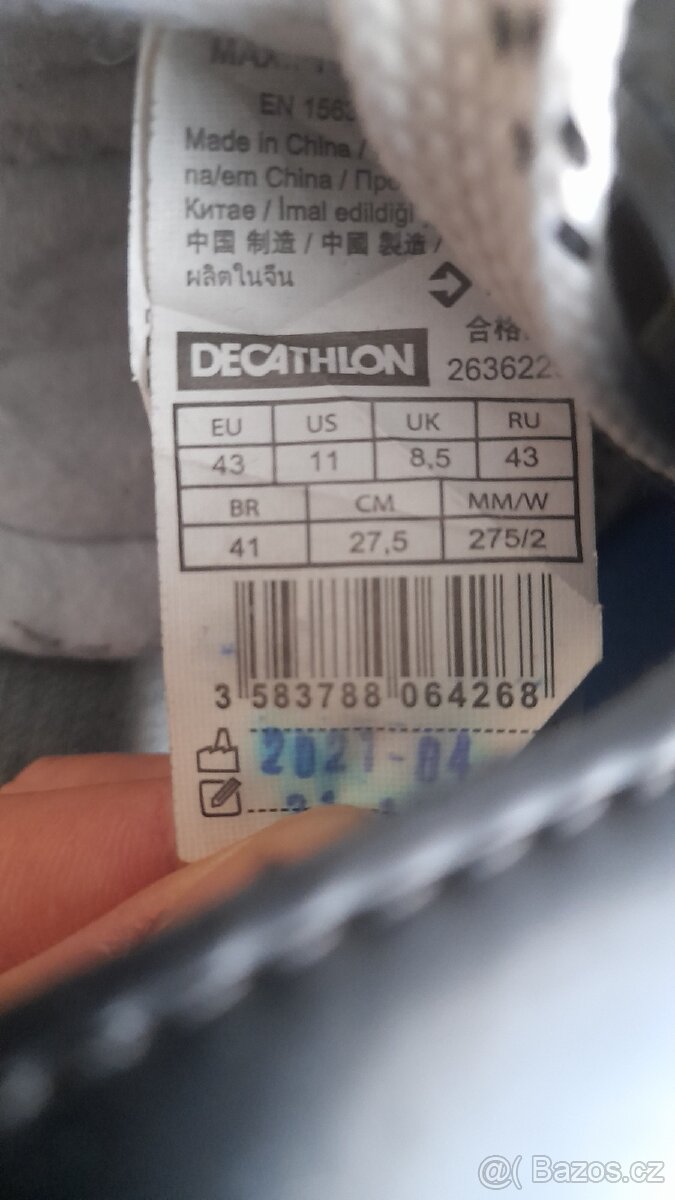 EN 1563
Made in China /
na/em China / Про
Китае / İmal edildiği
中国 制造 / 中國 製造 /
ผลิตในจีน
合格
DECATHLON
263622
EU US UK RU
43 11 8,5 43
BR CM MM/W
41 27,5 275/2
3 583788 064268
2021-04
@( Bazos.cz